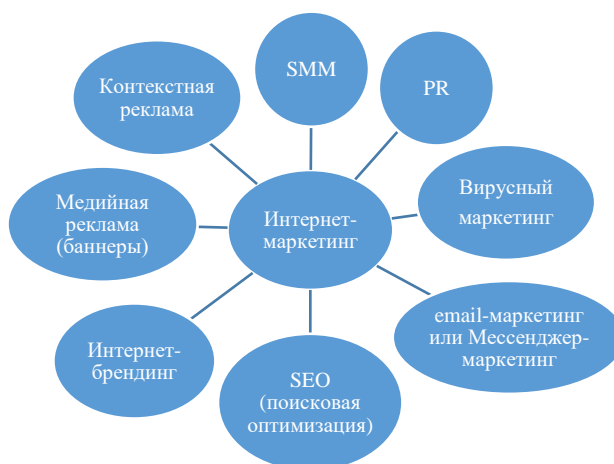 SMM
PR
Контекстная
реклама
Вирусный
маркетинг
Медийная
реклама
(баннеры)
Интернет-
маркетинг
email-маркетинг
или Мессенджер-
маркетинг
Интернет-
брендинг
SEO
(поисковая
оптимизация)